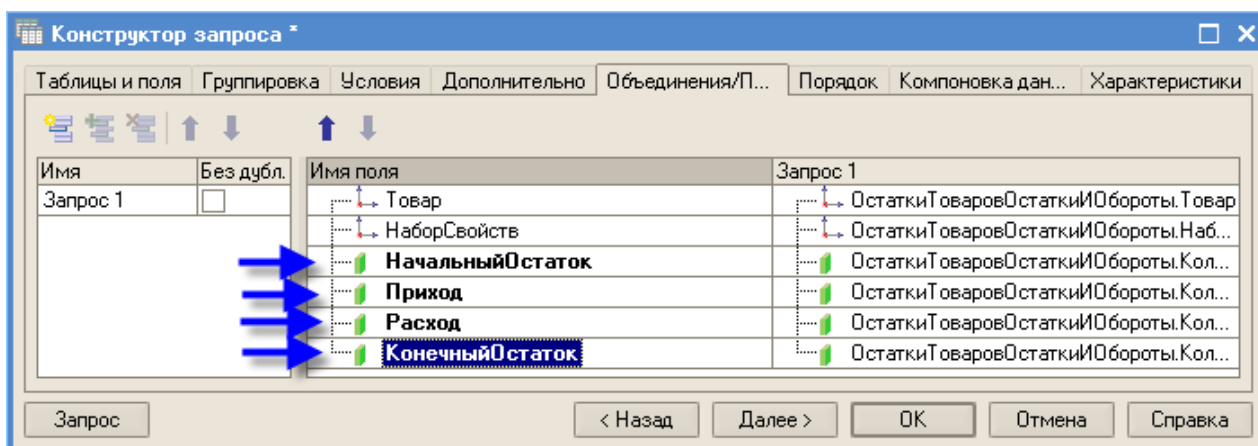 Конструктор запроса *
Таблицы и поля Группировка Условия Дополнительно Объединения/П... Порядок Компоновка дан... Характеристики
Имя Без дубл. Имя поля Запрос 1
Запрос 1 Товар ОстаткиТоваровОстаткиИОбороты.Товар
НаборСвойств ОстаткиТоваровОстаткиИОбороты.Наб...
НачальныйОстаток ОстаткиТоваровОстаткиИОбороты.Кол...
Приход ОстаткиТоваровОстаткиИОбороты.Кол...
Расход ОстаткиТоваровОстаткиИОбороты.Кол...
КонечныйОстаток ОстаткиТоваровОстаткиИОбороты.Кол...
Запрос < Назад Далее > OK Отмена Справка